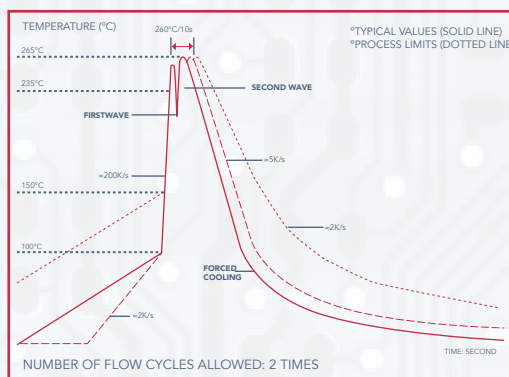 TEMPERATURE (°C)
260°C/10s
°TYPICAL VALUES (SOLID LINE)
°PROCESS LIMITS (DOTTED LINE
265°C
235°C
SECOND WAVE
FIRSTWAVE
≈5K/s
≈200K/s
150°C
≈2K/s
100°C
FORCED
COOLING
≈2K/s
TIME: SECOND
NUMBER OF FLOW CYCLES ALLOWED: 2 TIMES